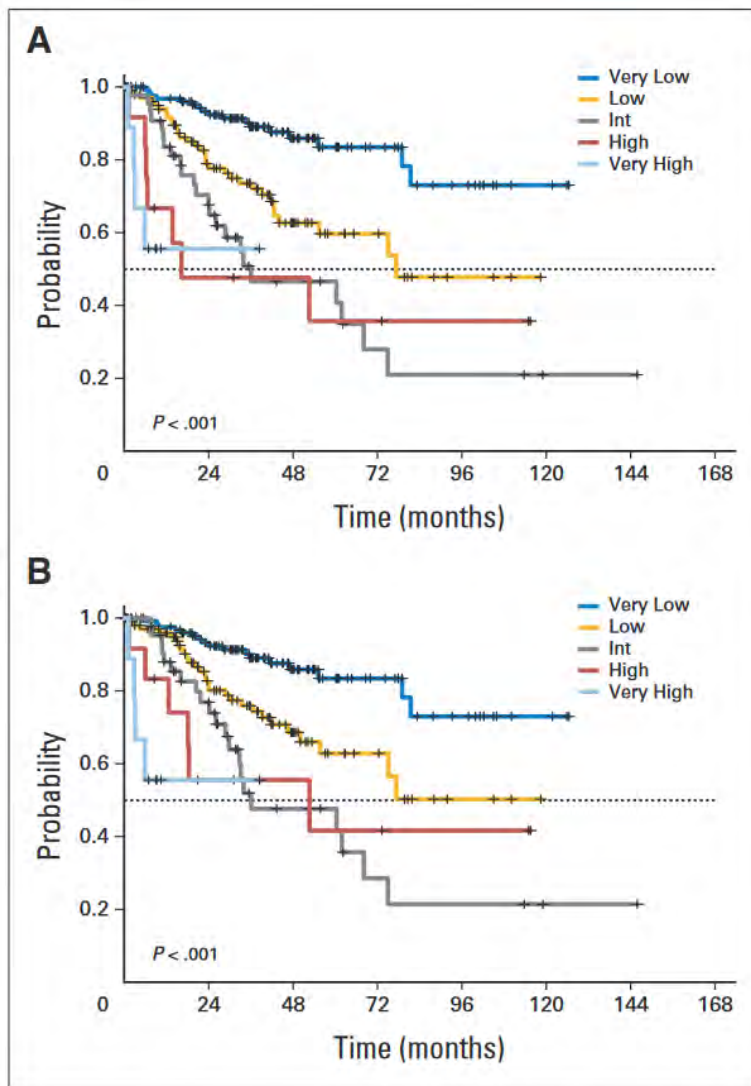 A
1.0
0.8
0.6
0.4
0.2
0
Probability
Very Low
Low
Int
High
Very High
P < .001
24 48 72 96 120 144 168
Time (months)
B
1.0
0.8
0.6
0.4
0.2
0
Probability
Very Low
Low
Int
High
Very High
P < .001
24 48 72 96 120 144 168
Time (months)